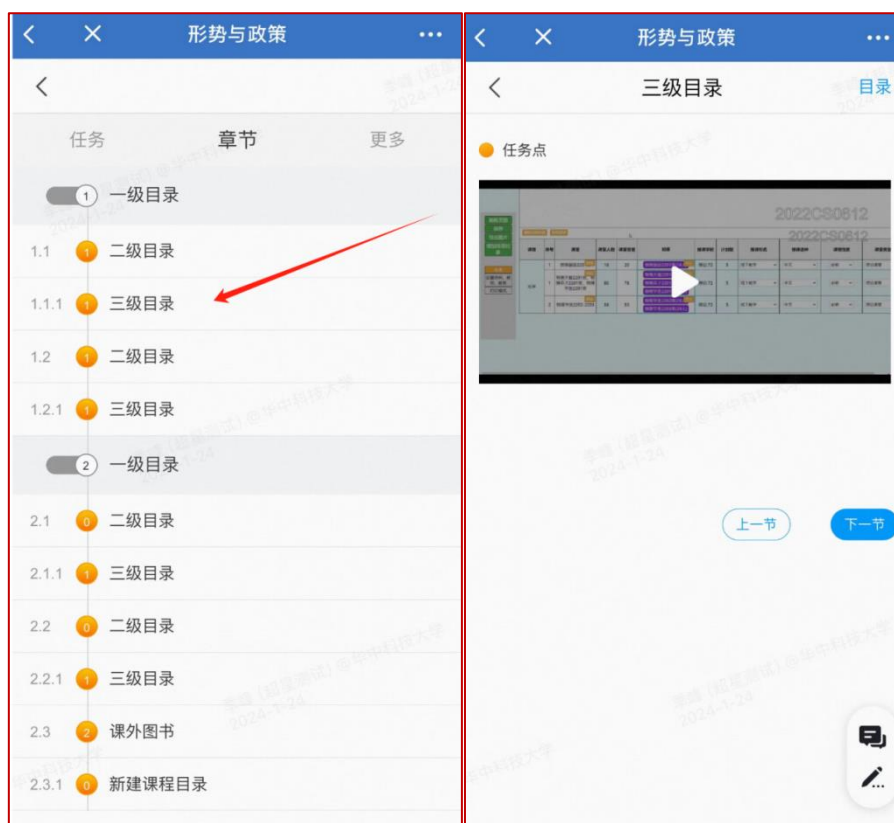 形势与政策
任务
章节
更多
1 一级目录
1.1 1 二级目录
1.1.1 1 三级目录
1.2 1 二级目录
1.2.1 1 三级目录
2 一级目录
2.1 0 二级目录
2.1.1 1 三级目录
2.2 0 二级目录
2.2.1 1 三级目录
2.3 2 课外图书
2.3.1 0 新建课程目录
形势与政策
三级目录
目录
任务点
2022CS0612
2022CS0612
上一节
下一节